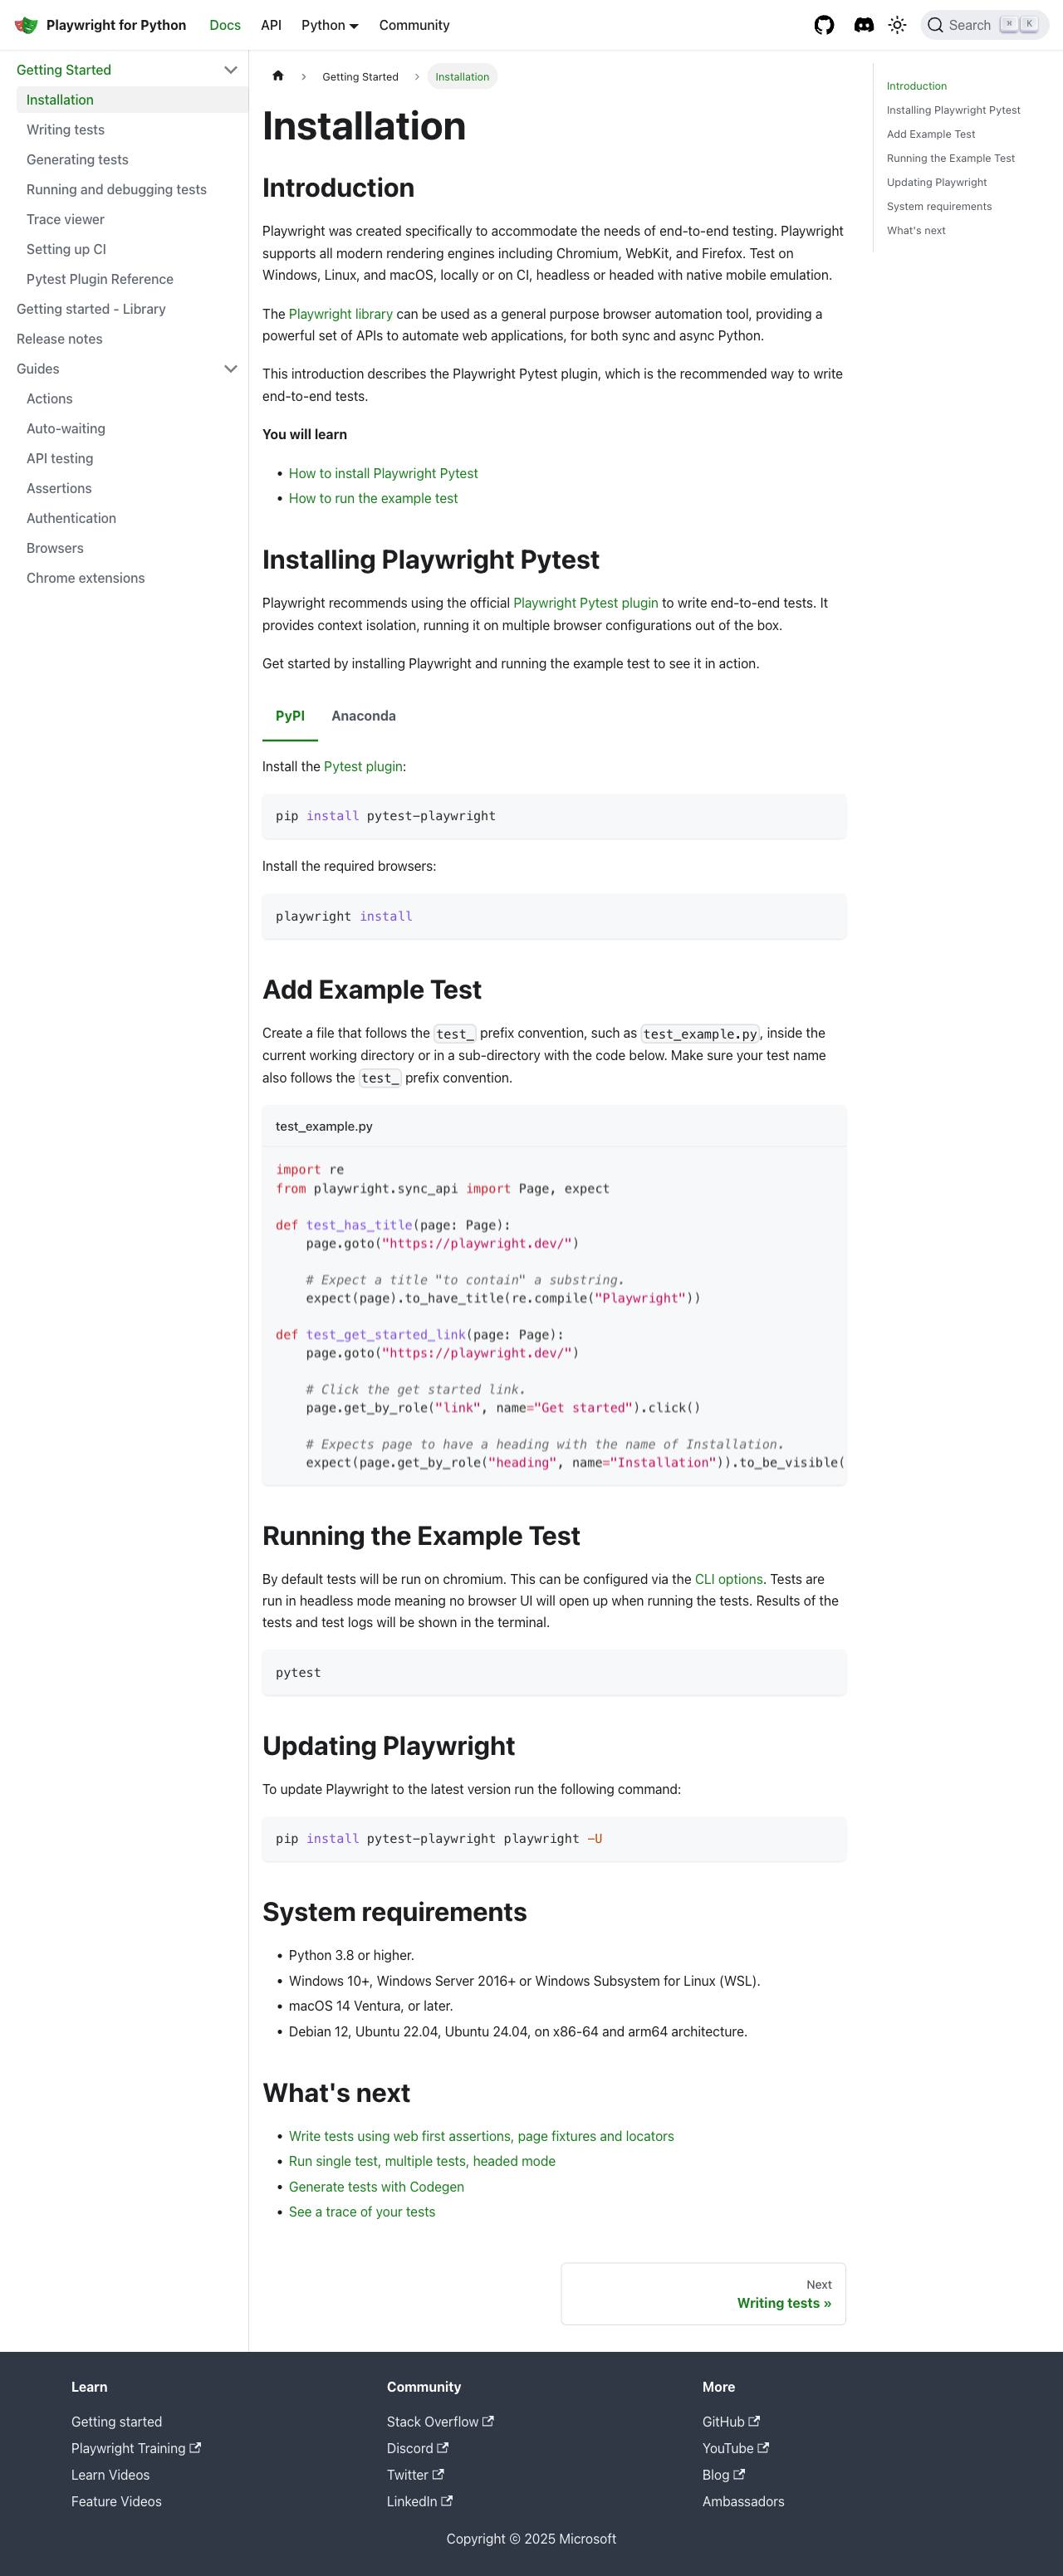 Playwright for Python
Docs
API
Python
Community
Search
⌘ K
Getting Started
Installation
Writing tests
Generating tests
Running and debugging tests
Trace viewer
Setting up CI
Pytest Plugin Reference
Getting started - Library
Release notes
Guides
Actions
Auto-waiting
API testing
Assertions
Authentication
Browsers
Chrome extensions
Getting Started
Installation
Installation
Introduction
Playwright was created specifically to accommodate the needs of end-to-end testing. Playwright
supports all modern rendering engines including Chromium, WebKit, and Firefox. Test on
Windows, Linux, and macOS, locally or on CI, headless or headed with native mobile emulation.
The Playwright library can be used as a general purpose browser automation tool, providing a
powerful set of APIs to automate web applications, for both sync and async Python.
This introduction describes the Playwright Pytest plugin, which is the recommended way to write
end-to-end tests.
You will learn
• How to install Playwright Pytest
• How to run the example test
Installing Playwright Pytest
Playwright recommends using the official Playwright Pytest plugin to write end-to-end tests. It
provides context isolation, running it on multiple browser configurations out of the box.
Get started by installing Playwright and running the example test to see it in action.
PyPI
Anaconda
Install the Pytest plugin:
pip install pytest-playwright
Install the required browsers:
playwright install
Add Example Test
Create a file that follows the test_ prefix convention, such as test_example.py, inside the
current working directory or in a sub-directory with the code below. Make sure your test name
also follows the test_ prefix convention.
test_example.py
import re
from playwright.sync_api import Page, expect
def test_has_title(page: Page):
    page.goto("https://playwright.dev/")
    # Expect a title "to contain" a substring.
    expect(page).to_have_title(re.compile("Playwright"))
def test_get_started_link(page: Page):
    page.goto("https://playwright.dev/")
    # Click the get started link.
    page.get_by_role("link", name="Get started").click()
    # Expects page to have a heading with the name of Installation.
    expect(page.get_by_role("heading", name="Installation")).to_be_visible(
Running the Example Test
By default tests will be run on chromium. This can be configured via the CLI options. Tests are
run in headless mode meaning no browser UI will open up when running the tests. Results of the
tests and test logs will be shown in the terminal.
pytest
Updating Playwright
To update Playwright to the latest version run the following command:
pip install pytest-playwright playwright -U
System requirements
• Python 3.8 or higher.
• Windows 10+, Windows Server 2016+ or Windows Subsystem for Linux (WSL).
• macOS 14 Ventura, or later.
• Debian 12, Ubuntu 22.04, Ubuntu 24.04, on x86-64 and arm64 architecture.
What's next
• Write tests using web first assertions, page fixtures and locators
• Run single test, multiple tests, headed mode
• Generate tests with Codegen
• See a trace of your tests
Next
Writing tests »
Introduction
Installing Playwright Pytest
Add Example Test
Running the Example Test
Updating Playwright
System requirements
What's next
Learn
Getting started
Playwright Training
Learn Videos
Feature Videos
Community
Stack Overflow
Discord
Twitter
LinkedIn
More
GitHub
YouTube
Blog
Ambassadors
Copyright © 2025 Microsoft